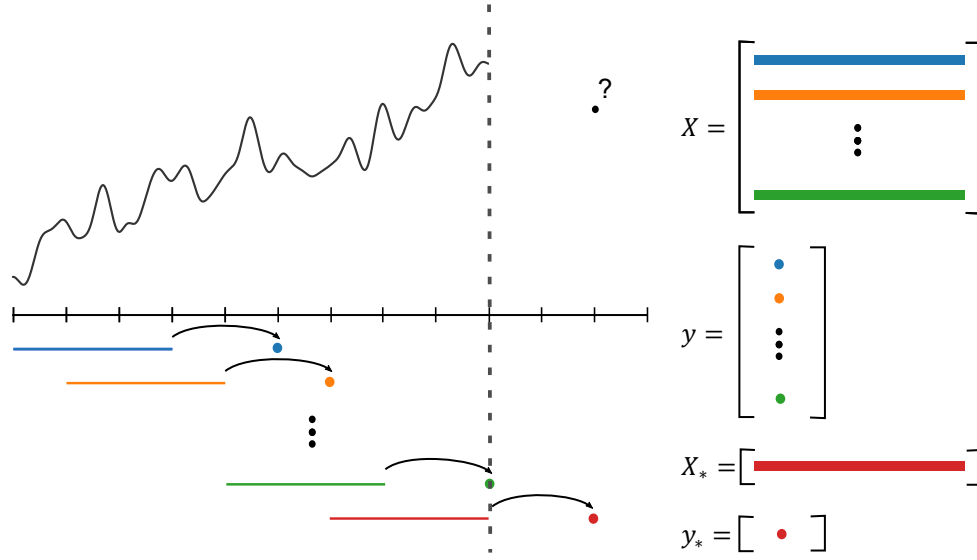 ?
X =
y =
X* =
y* =